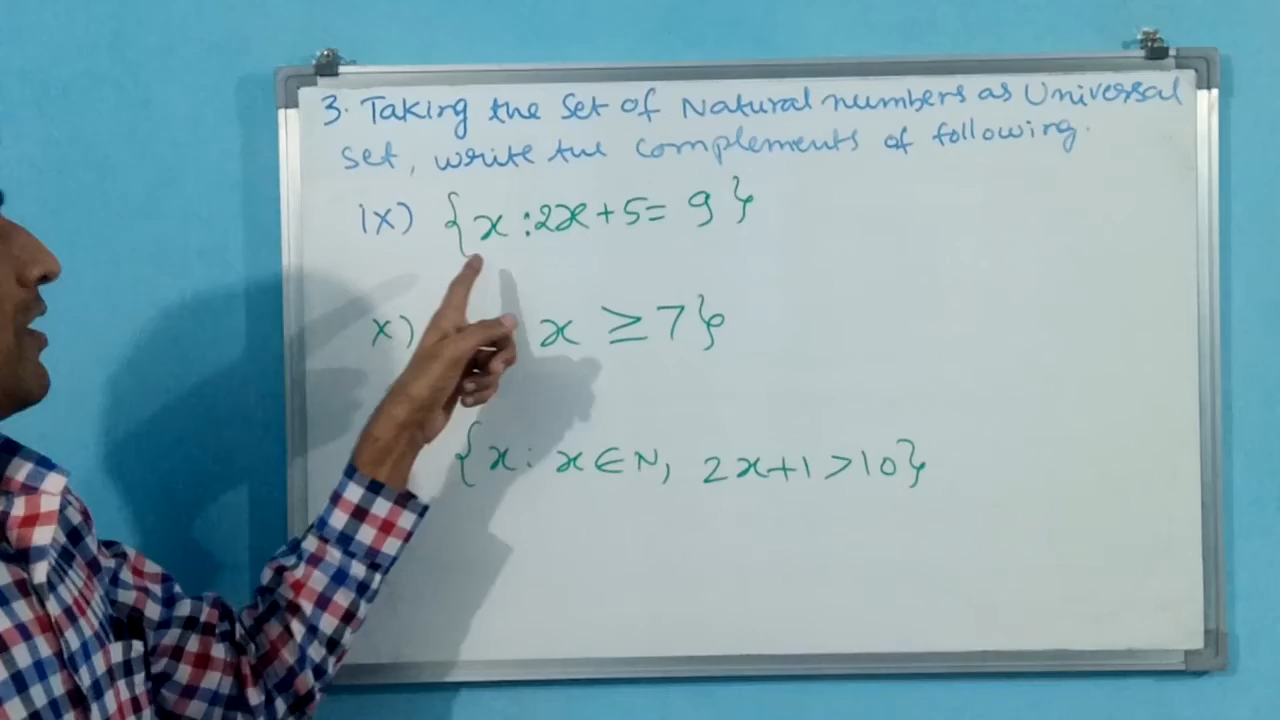 3. Taking the Set of Natural numbers as Universal
set, write the complements of following.
ix) {x :2x+5= 9}
x) x ≥ 7}
{x: x∈N, 2x+1>10}